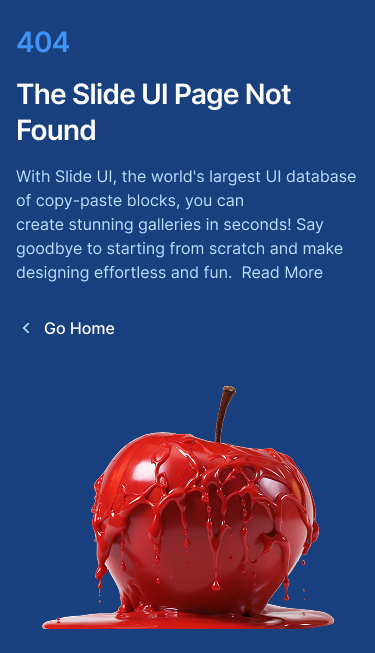 404
The Slide UI Page Not
Found
With Slide UI, the world's largest UI database
of copy-paste blocks, you can
create stunning galleries in seconds! Say
goodbye to starting from scratch and make
designing effortless and fun.  Read More
Go Home